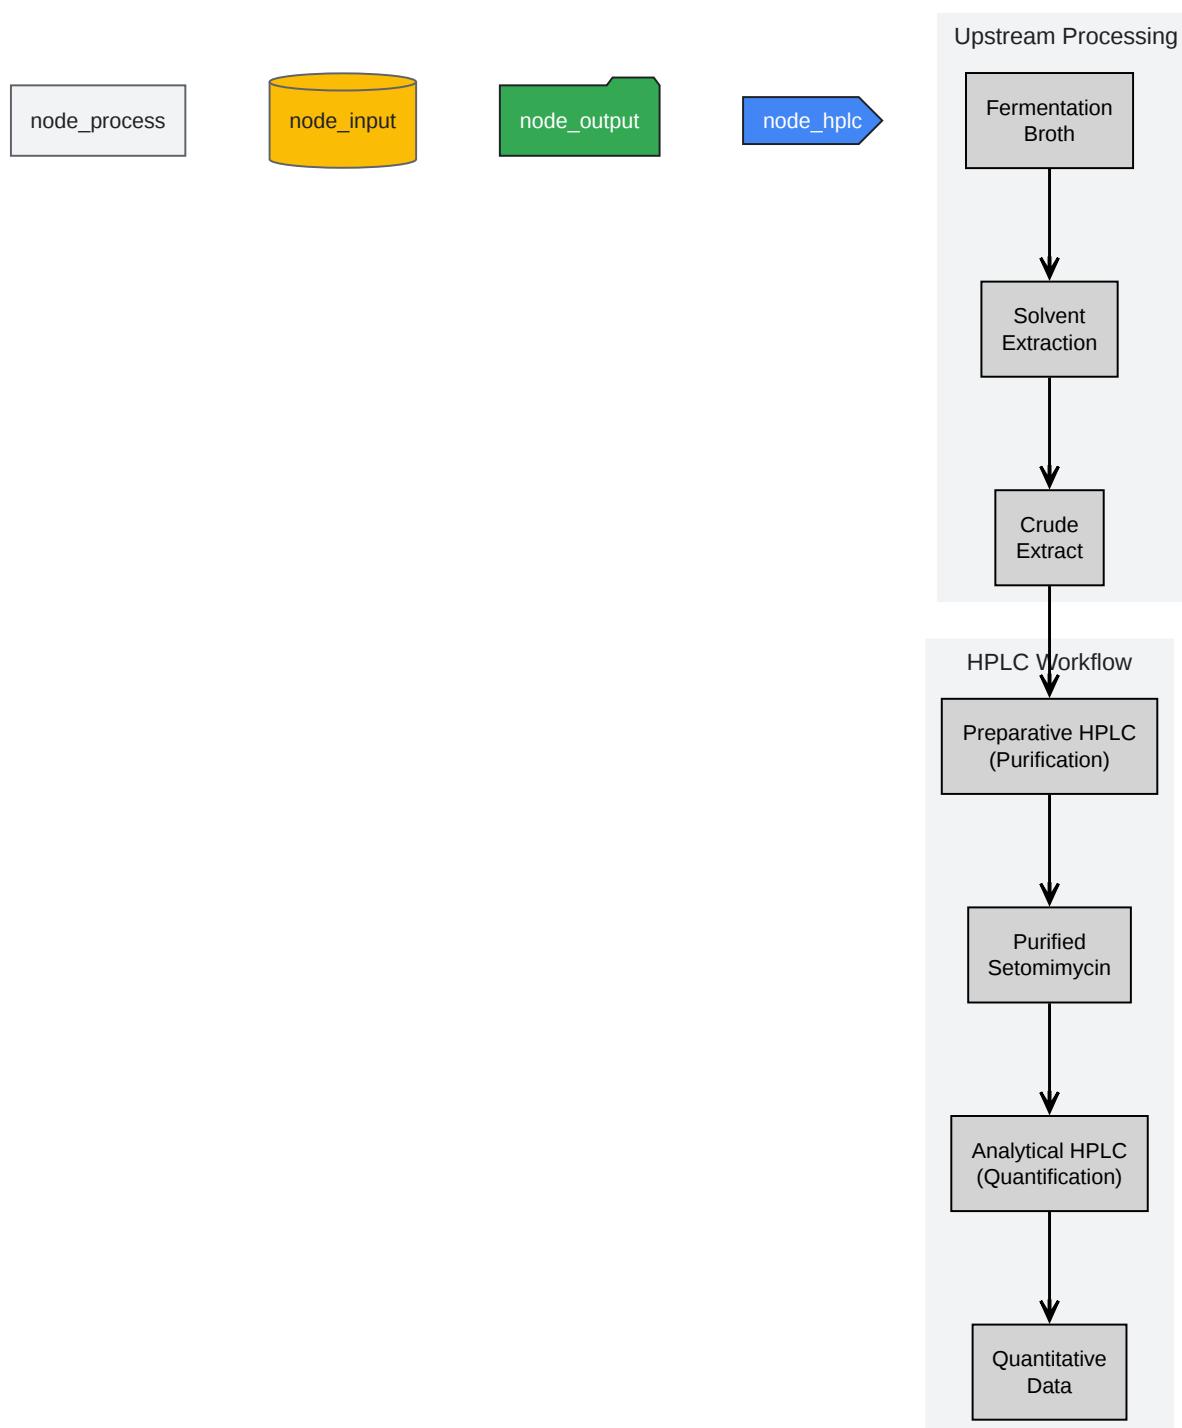 Upstream Processing
node_process
node_input
node_output
node_hplc
Fermentation
Broth
Solvent
Extraction
Crude
Extract
HPLC Workflow
Preparative HPLC
(Purification)
Purified
Setomimycin
Analytical HPLC
(Quantification)
Quantitative
Data